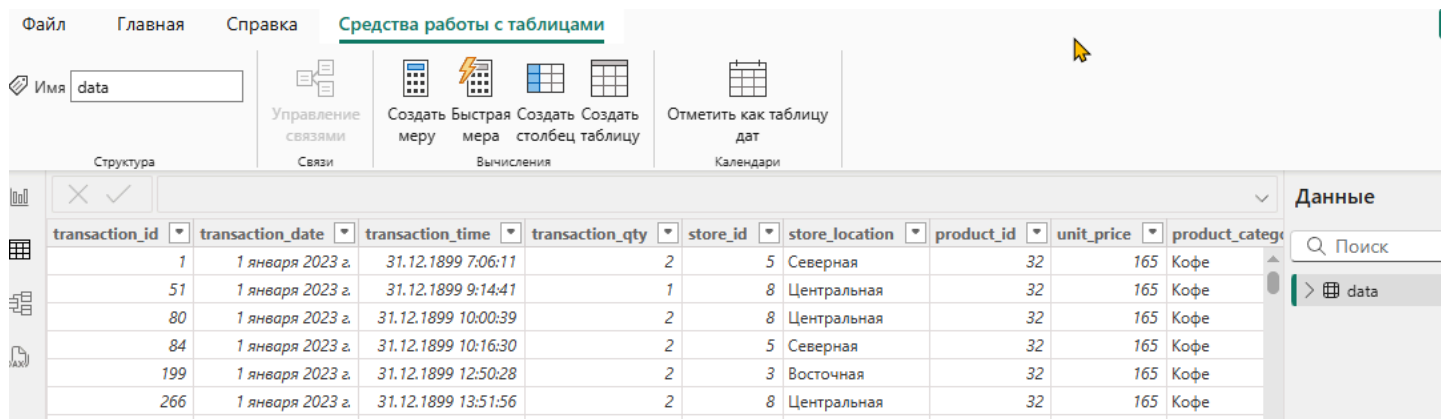 Файл Главная Справка Средства работы с таблицами
Имя data
Управление связями
Создать меру
Быстрая мера
Создать столбец
Создать таблицу
Отметить как таблицу дат
Структура Связи Вычисления Календари
Данные
transaction_id transaction_date transaction_time transaction_qty store_id store_location product_id unit_price product_catego
Поиск
1 1 января 2023 г. 31.12.1899 7:06:11 2 5 Северная 32 165 Кофе
data
51 1 января 2023 г. 31.12.1899 9:14:41 1 8 Центральная 32 165 Кофе
80 1 января 2023 г. 31.12.1899 10:00:39 2 8 Центральная 32 165 Кофе
84 1 января 2023 г. 31.12.1899 10:16:30 2 5 Северная 32 165 Кофе
199 1 января 2023 г. 31.12.1899 12:50:28 2 3 Восточная 32 165 Кофе
266 1 января 2023 г. 31.12.1899 13:51:56 2 8 Центральная 32 165 Кофе